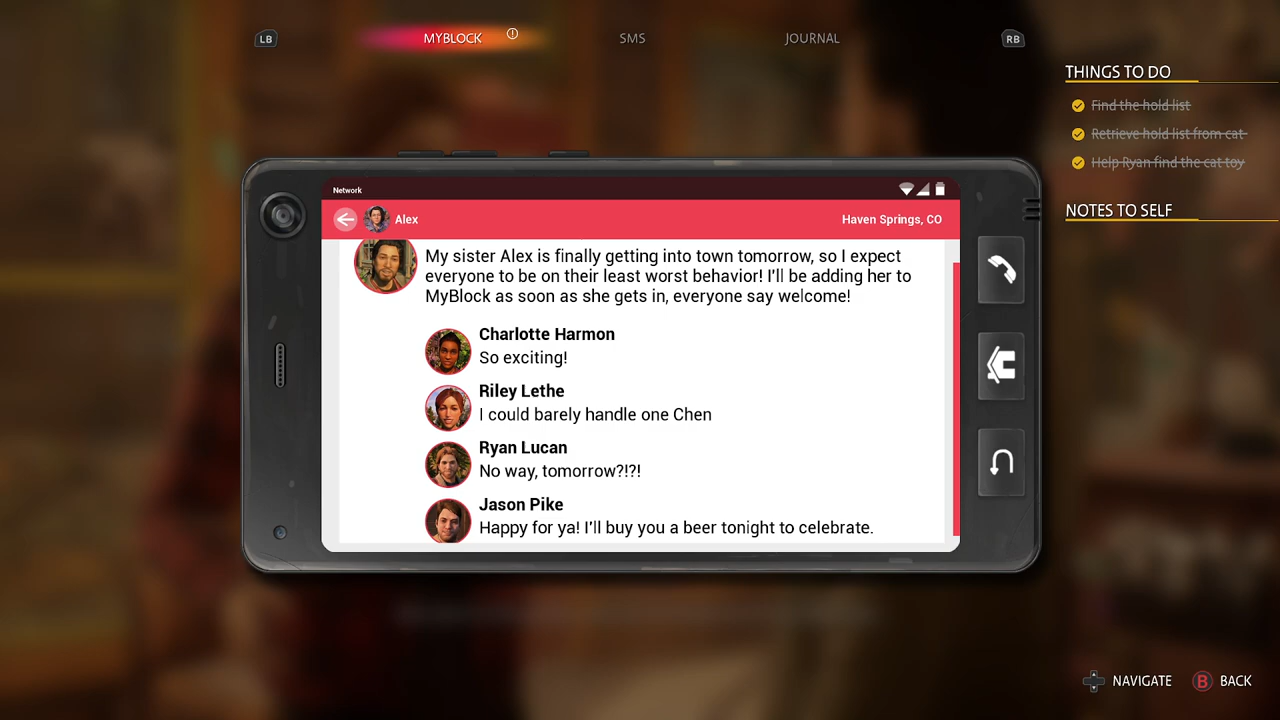 LB
MYBLOCK
SMS
JOURNAL
RB
THINGS TO DO
Find the hold list
Retrieve hold list from cat
Help Ryan find the cat toy
NOTES TO SELF
Network
Alex
Haven Springs, CO
My sister Alex is finally getting into town tomorrow, so I expect
everyone to be on their least worst behavior! I'll be adding her to
MyBlock as soon as she gets in, everyone say welcome!
Charlotte Harmon
So exciting!
Riley Lethe
I could barely handle one Chen
Ryan Lucan
No way, tomorrow?!?!
Jason Pike
Happy for ya! I'll buy you a beer tonight to celebrate.
NAVIGATE
B BACK